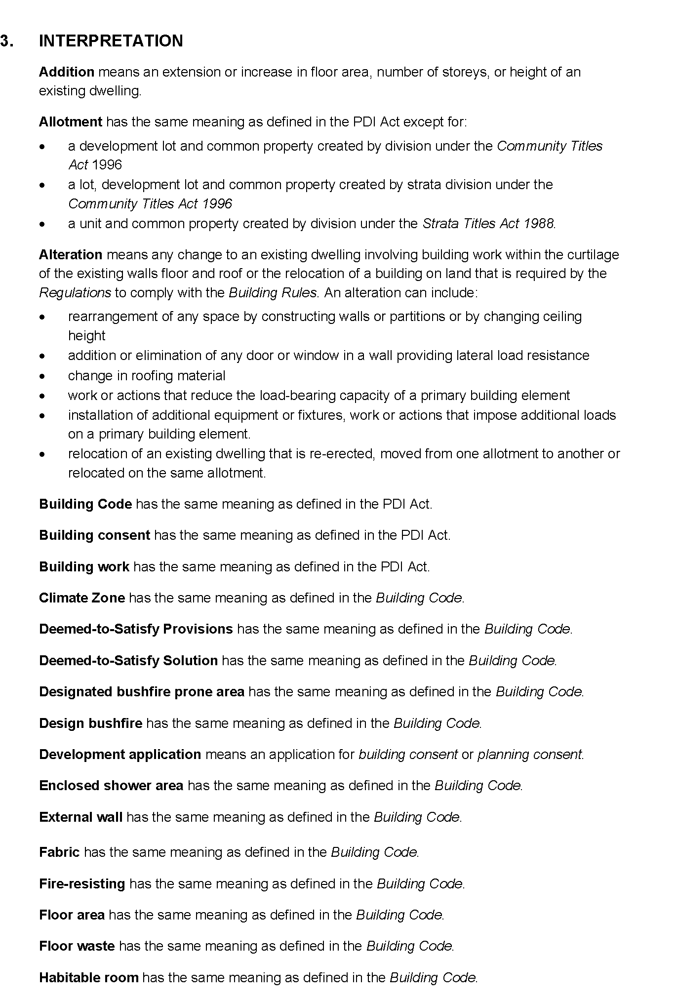 3. INTERPRETATION
Addition means an extension or increase in floor area, number of storeys, or height of an
existing dwelling.
Allotment has the same meaning as defined in the PDI Act except for:
• a development lot and common property created by division under the Community Titles
Act 1996
• a lot, development lot and common property created by strata division under the
Community Titles Act 1996
• a unit and common property created by division under the Strata Titles Act 1988.
Alteration means any change to an existing dwelling involving building work within the curtilage
of the existing walls floor and roof or the relocation of a building on land that is required by the
Regulations to comply with the Building Rules. An alteration can include:
• rearrangement of any space by constructing walls or partitions or by changing ceiling
height
• addition or elimination of any door or window in a wall providing lateral load resistance
• change in roofing material
• work or actions that reduce the load-bearing capacity of a primary building element
• installation of additional equipment or fixtures, work or actions that impose additional loads
on a primary building element.
• relocation of an existing dwelling that is re-erected, moved from one allotment to another or
relocated on the same allotment.
Building Code has the same meaning as defined in the PDI Act.
Building consent has the same meaning as defined in the PDI Act.
Building work has the same meaning as defined in the PDI Act.
Climate Zone has the same meaning as defined in the Building Code.
Deemed-to-Satisfy Provisions has the same meaning as defined in the Building Code.
Deemed-to-Satisfy Solution has the same meaning as defined in the Building Code.
Designated bushfire prone area has the same meaning as defined in the Building Code.
Design bushfire has the same meaning as defined in the Building Code.
Development application means an application for building consent or planning consent.
Enclosed shower area has the same meaning as defined in the Building Code.
External wall has the same meaning as defined in the Building Code.
Fabric has the same meaning as defined in the Building Code.
Fire-resisting has the same meaning as defined in the Building Code.
Floor area has the same meaning as defined in the Building Code.
Floor waste has the same meaning as defined in the Building Code.
Habitable room has the same meaning as defined in the Building Code.